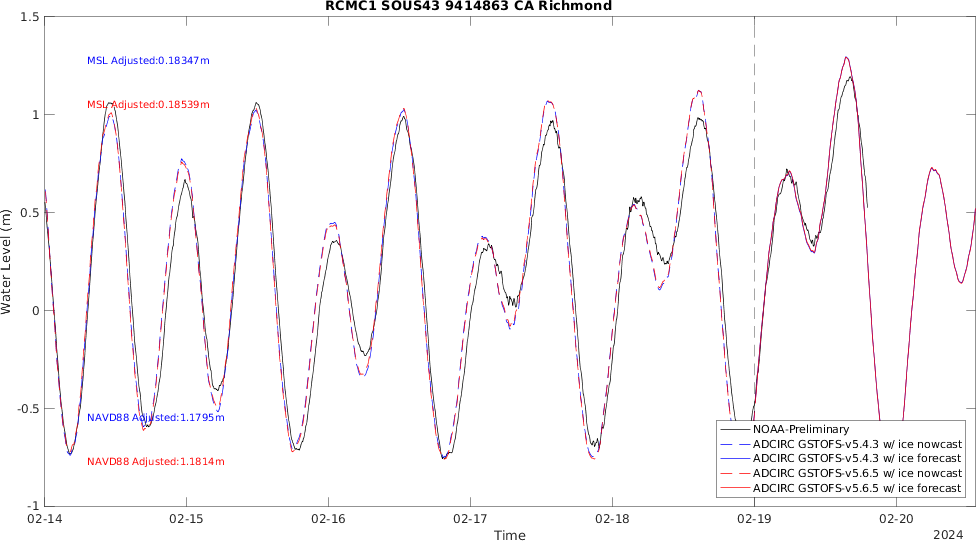 RCMC1 SOUS43 9414863 CA Richmond
1.5
MSL Adjusted:0.18347m
MSL Adjusted:0.18539m
1
0.5
Water Level (m)
0
-0.5
NAVD88 Adjusted:1.1795m
NAVD88 Adjusted:1.1814m
-1
NOAA-Preliminary
ADCIRC GSTOFS-v5.4.3 w/ ice nowcast
ADCIRC GSTOFS-v5.4.3 w/ ice forecast
ADCIRC GSTOFS-v5.6.5 w/ ice nowcast
ADCIRC GSTOFS-v5.6.5 w/ ice forecast
02-14 02-15 02-16 02-17 02-18 02-19 02-20
Time
2024